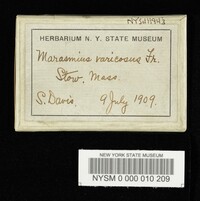 HERBARIUM N. Y. STATE MUSEUM
Marasmius varicosus Fr.
Stow, Mass.
S. Davis. 9 July 1909.
NEW YORK STATE MUSEUM
NYSM 0 000 010 209